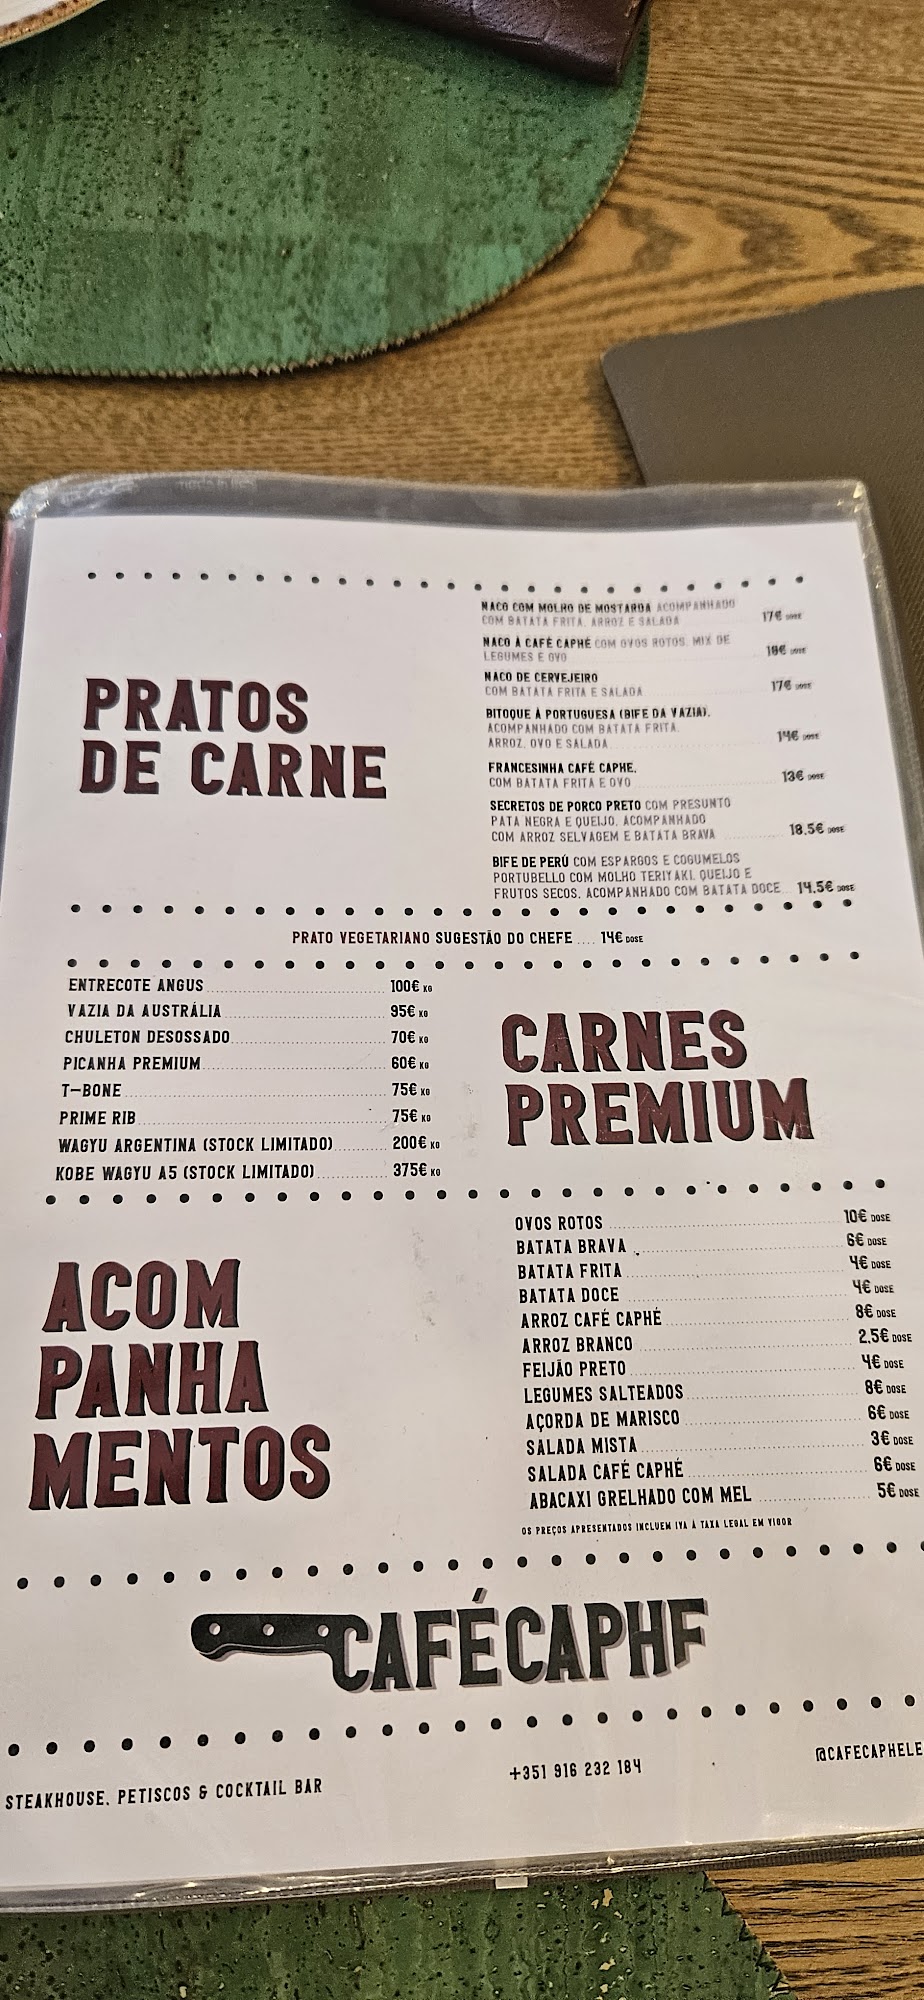 PRATOS
DE CARNE
NACO COM MOLHO DE MOSTARDA ACOMPANHADO
COM BATATA FRITA, ARROZ E SALADA 17€ DOSE
NACO À CAFÉ CAPHÉ COM OVOS ROTOS, MIX DE
LEGUMES E OVO 18€ DOSE
NACO DE CERVEJEIRO
COM BATATA FRITA E SALADA 17€ DOSE
BITOQUE À PORTUGUESA (BIFE DA VAZIA),
ACOMPANHADO COM BATATA FRITA,
ARROZ, OVO E SALADA 14€ DOSE
FRANCESINHA CAFÉ CAPHE,
COM BATATA FRITA E OVO 13€ DOSE
SECRETOS DE PORCO PRETO COM PRESUNTO
PATA NEGRA E QUEIJO, ACOMPANHADO
COM ARROZ SELVAGEM E BATATA BRAVA 18.5€ DOSE
BIFE DE PERÚ COM ESPARGOS E COGUMELOS
PORTUBELLO COM MOLHO TERIYAKI, QUEIJO E
FRUTOS SECOS, ACOMPANHADO COM BATATA DOCE 14.5€ DOSE
PRATO VEGETARIANO SUGESTÃO DO CHEFE .... 14€ DOSE
ENTRECOTE ANGUS 100€ KG
VAZIA DA AUSTRÁLIA 95€ KG
CHULETON DESOSSADO 70€ KG
PICANHA PREMIUM 60€ KG
T-BONE 75€ KG
PRIME RIB 75€ KG
WAGYU ARGENTINA (STOCK LIMITADO) 200€ KG
KOBE WAGYU A5 (STOCK LIMITADO) 375€ KG
CARNES
PREMIUM
ACOM
PANHA
MENTOS
OVOS ROTOS 10€ DOSE
BATATA BRAVA 6€ DOSE
BATATA FRITA 4€ DOSE
BATATA DOCE 4€ DOSE
ARROZ CAFÉ CAPHÉ 8€ DOSE
ARROZ BRANCO 2.5€ DOSE
FEIJÃO PRETO 4€ DOSE
LEGUMES SALTEADOS 8€ DOSE
AÇORDA DE MARISCO 6€ DOSE
SALADA MISTA 3€ DOSE
SALADA CAFÉ CAPHÉ 6€ DOSE
ABACAXI GRELHADO COM MEL 5€ DOSE
OS PREÇOS APRESENTADOS INCLUEM IVA À TAXA LEGAL EM VIGOR
CAFÉCAPHE
STEAKHOUSE, PETISCOS & COCKTAIL BAR
+351 916 232 184
@CAFECAPHELE